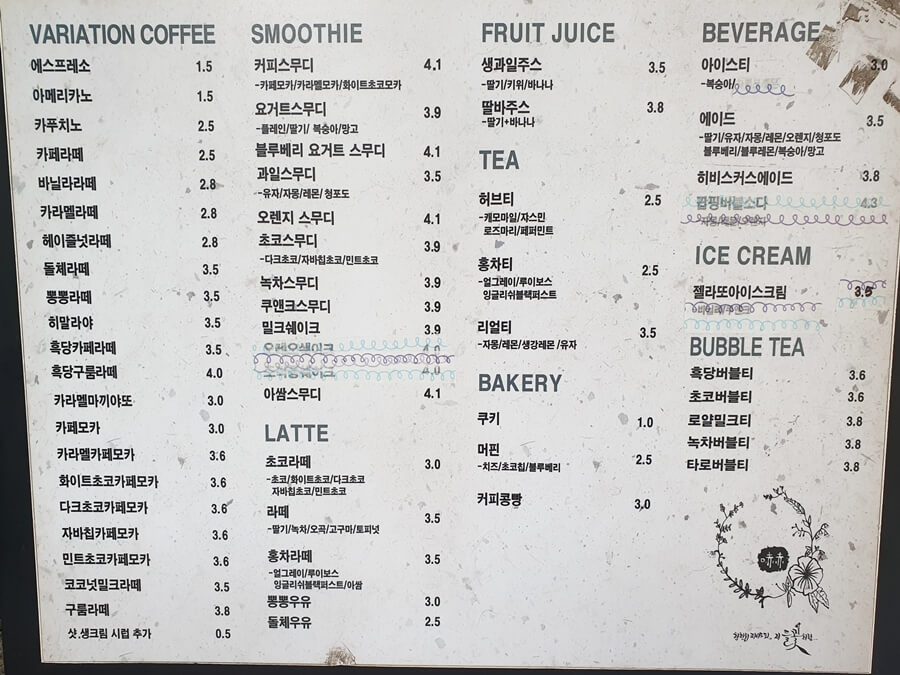 VARIATION COFFEE
에스프레소 1.5
아메리카노 1.5
카푸치노 2.5
카페라떼 2.5
바닐라라떼 2.8
카라멜라떼 2.8
헤이즐넛라떼 2.8
돌체라떼 3.5
뽕뽕라떼 3.5
히말라야 3.5
흑당카페라떼 3.5
흑당구름라떼 4.0
카라멜마끼야또 3.0
카페모카 3.0
카라멜카페모카 3.6
화이트초코카페모카 3.6
다크초코카페모카 3.6
자바칩카페모카 3.6
민트초코카페모카 3.6
코코넛밀크라떼 3.5
구름라떼 3.8
샷.생크림 시럽 추가 0.5
SMOOTHIE
커피스무디 4.1
-카페모카/카라멜모카/화이트초코모카
요거트스무디 3.9
-플레인/딸기/ 복숭아/망고
블루베리 요거트 스무디 4.1
과일스무디 3.5
-유자/자몽/레몬/ 청포도
오렌지 스무디 4.1
초코스무디 3.9
-다크초코/자바칩초코/민트초코
녹차스무디 3.9
쿠앤크스무디 3.9
밀크쉐이크 3.9
아쌈스무디 4.1
LATTE
초코라떼 3.0
-초코/화이트초코/다크초코
자바칩초코/민트초코
라떼 3.5
-딸기/녹차/오곡/고구마/토피넛
홍차라떼 3.5
-얼그레이/루이보스
잉글리쉬블랙퍼스트/아쌈
뽕뽕우유 3.0
돌체우유 2.5
FRUIT JUICE
생과일주스 3.5
-딸기/키위/바나나
딸바주스 3.8
-딸기+바나나
TEA
허브티 2.5
-캐모마일/쟈스민
로즈마리/페퍼민트
홍차티 2.5
-얼그레이/루이보스
잉글리쉬블랙퍼스트
리얼티 3.5
-자몽/레몬/생강레몬/유자
BAKERY
쿠키 1.0
머핀 2.5
-치즈/초코칩/블루베리
커피콩빵 3.0
BEVERAGE
아이스티 3.0
-복숭아/
에이드 3.5
-딸기/유자/자몽/레몬/오렌지/청포도
블루베리/블루레몬/복숭아/망고
히비스커스에이드 3.8
4.3
ICE CREAM
젤라또아이스크림 3.5
BUBBLE TEA
흑당버블티 3.6
초코버블티 3.6
로얄밀크티 3.8
녹차버블티 3.8
타로버블티 3.8